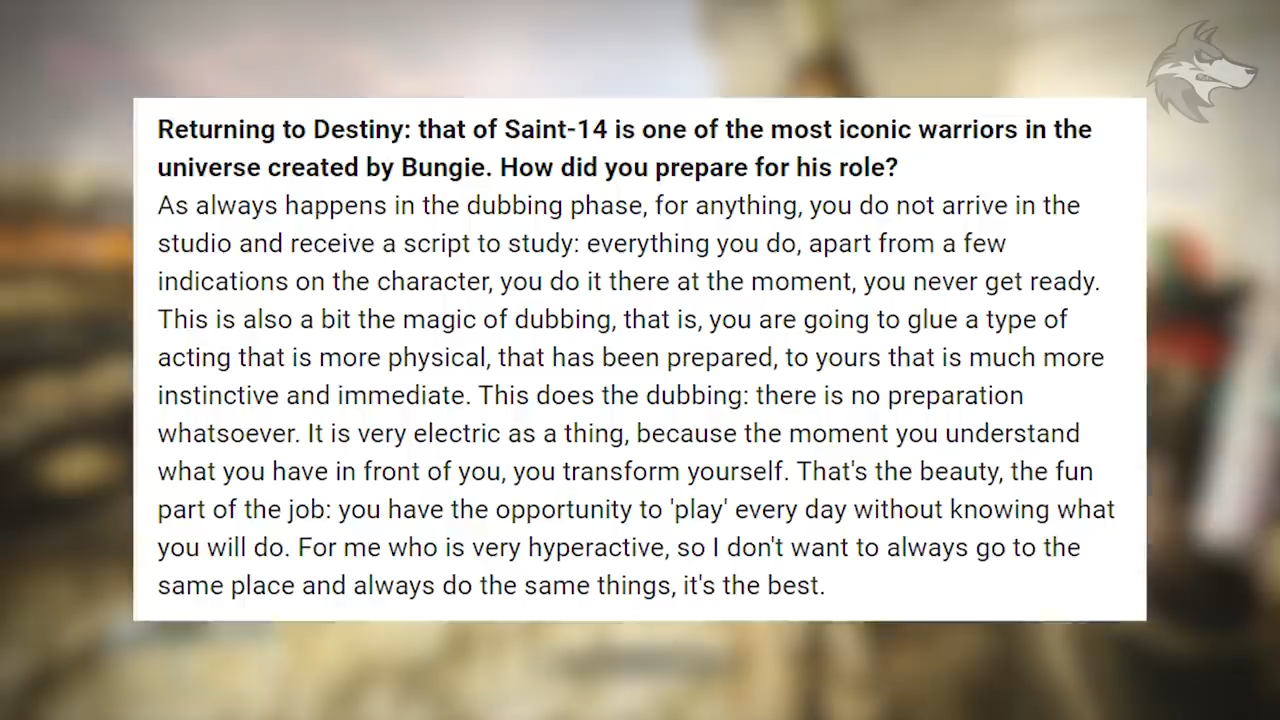 Returning to Destiny: that of Saint-14 is one of the most iconic warriors in the
universe created by Bungie. How did you prepare for his role?
As always happens in the dubbing phase, for anything, you do not arrive in the
studio and receive a script to study: everything you do, apart from a few
indications on the character, you do it there at the moment, you never get ready.
This is also a bit the magic of dubbing, that is, you are going to glue a type of
acting that is more physical, that has been prepared, to yours that is much more
instinctive and immediate. This does the dubbing: there is no preparation
whatsoever. It is very electric as a thing, because the moment you understand
what you have in front of you, you transform yourself. That's the beauty, the fun
part of the job: you have the opportunity to 'play' every day without knowing what
you will do. For me who is very hyperactive, so I don't want to always go to the
same place and always do the same things, it's the best.